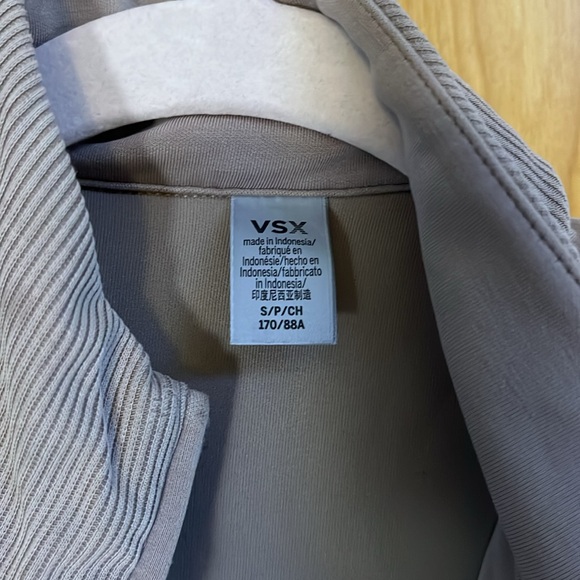 VSX
made in Indonesia/
fabriqué en
Indonésie/hecho en
Indonesia/fabbricato
in Indonesia/
印度尼西亚制造
S/P/CH
170/88A